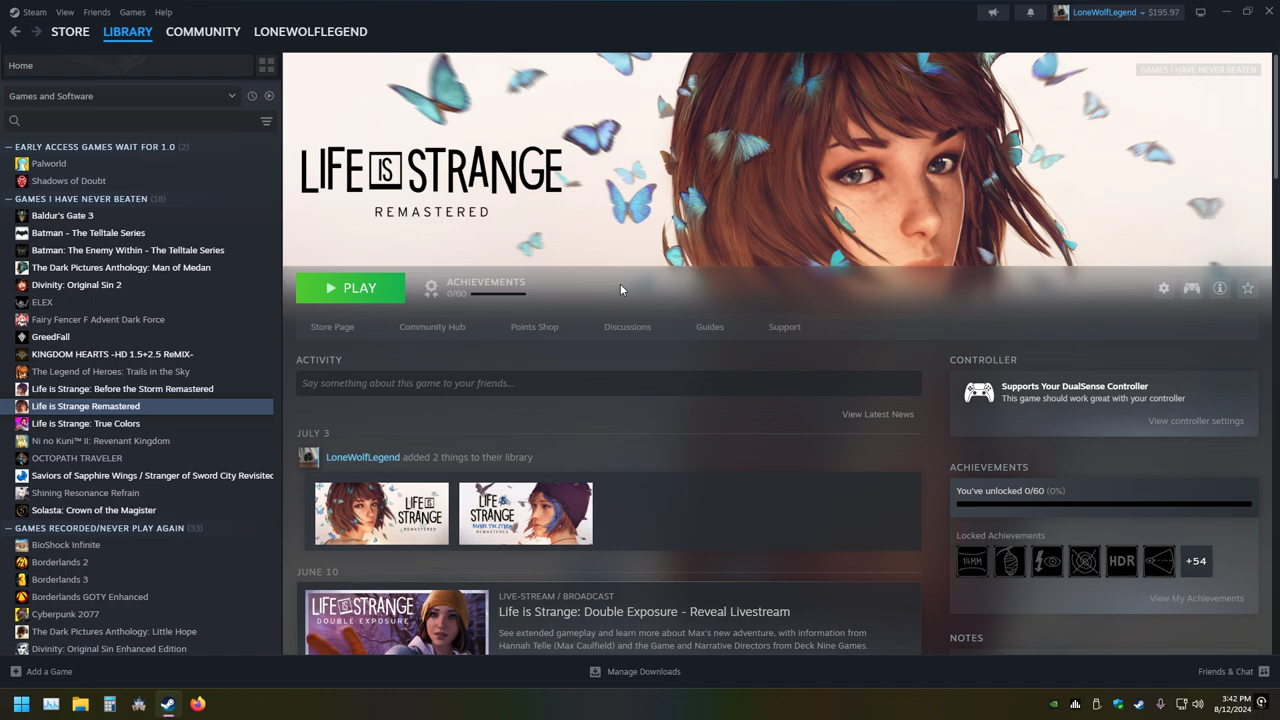 Steam View Friends Games Help
LoneWolfLegend $195.97
STORE LIBRARY COMMUNITY LONEWOLFLEGEND
Home
Games and Software
EARLY ACCESS GAMES WAIT FOR 1.0 (2)
Palworld
Shadows of Doubt
GAMES I HAVE NEVER BEATEN (18)
Baldur's Gate 3
Batman - The Telltale Series
Batman: The Enemy Within - The Telltale Series
The Dark Pictures Anthology: Man of Medan
Divinity: Original Sin 2
ELEX
Fairy Fencer F Advent Dark Force
GreedFall
KINGDOM HEARTS -HD 1.5+2.5 ReMIX-
The Legend of Heroes: Trails in the Sky
Life is Strange: Before the Storm Remastered
Life is Strange Remastered
Life is Strange: True Colors
Ni no Kuni™ II: Revenant Kingdom
OCTOPATH TRAVELER
Saviors of Sapphire Wings / Stranger of Sword City Revisited
Shining Resonance Refrain
Solasta: Crown of the Magister
GAMES RECORDED/NEVER PLAY AGAIN (33)
BioShock Infinite
Borderlands 2
Borderlands 3
Borderlands GOTY Enhanced
Cyberpunk 2077
The Dark Pictures Anthology: Little Hope
Divinity: Original Sin Enhanced Edition
GAMES I HAVE NEVER BEATEN
LIFE IS STRANGE
REMASTERED
PLAY
ACHIEVEMENTS
0/60
Store Page Community Hub Points Shop Discussions Guides Support
ACTIVITY
Say something about this game to your friends...
View Latest News
JULY 3
LoneWolfLegend added 2 things to their library
LIFE IS STRANGE
LIFE IS STRANGE
BEFORE THE STORM
JUNE 10
LIFE IS STRANGE
DOUBLE EXPOSURE
LIVE-STREAM / BROADCAST
Life is Strange: Double Exposure - Reveal Livestream
See extended gameplay and learn more about Max's new adventure, with information from
Hannah Telle (Max Caulfield) and the Game and Narrative Directors from Deck Nine Games.
CONTROLLER
Supports Your DualSense Controller
This game should work great with your controller
View controller settings
ACHIEVEMENTS
You've unlocked 0/60 (0%)
Locked Achievements
14MM HDR +54
View My Achievements
NOTES
Add a Game Manage Downloads Friends & Chat
3:42 PM
8/12/2024